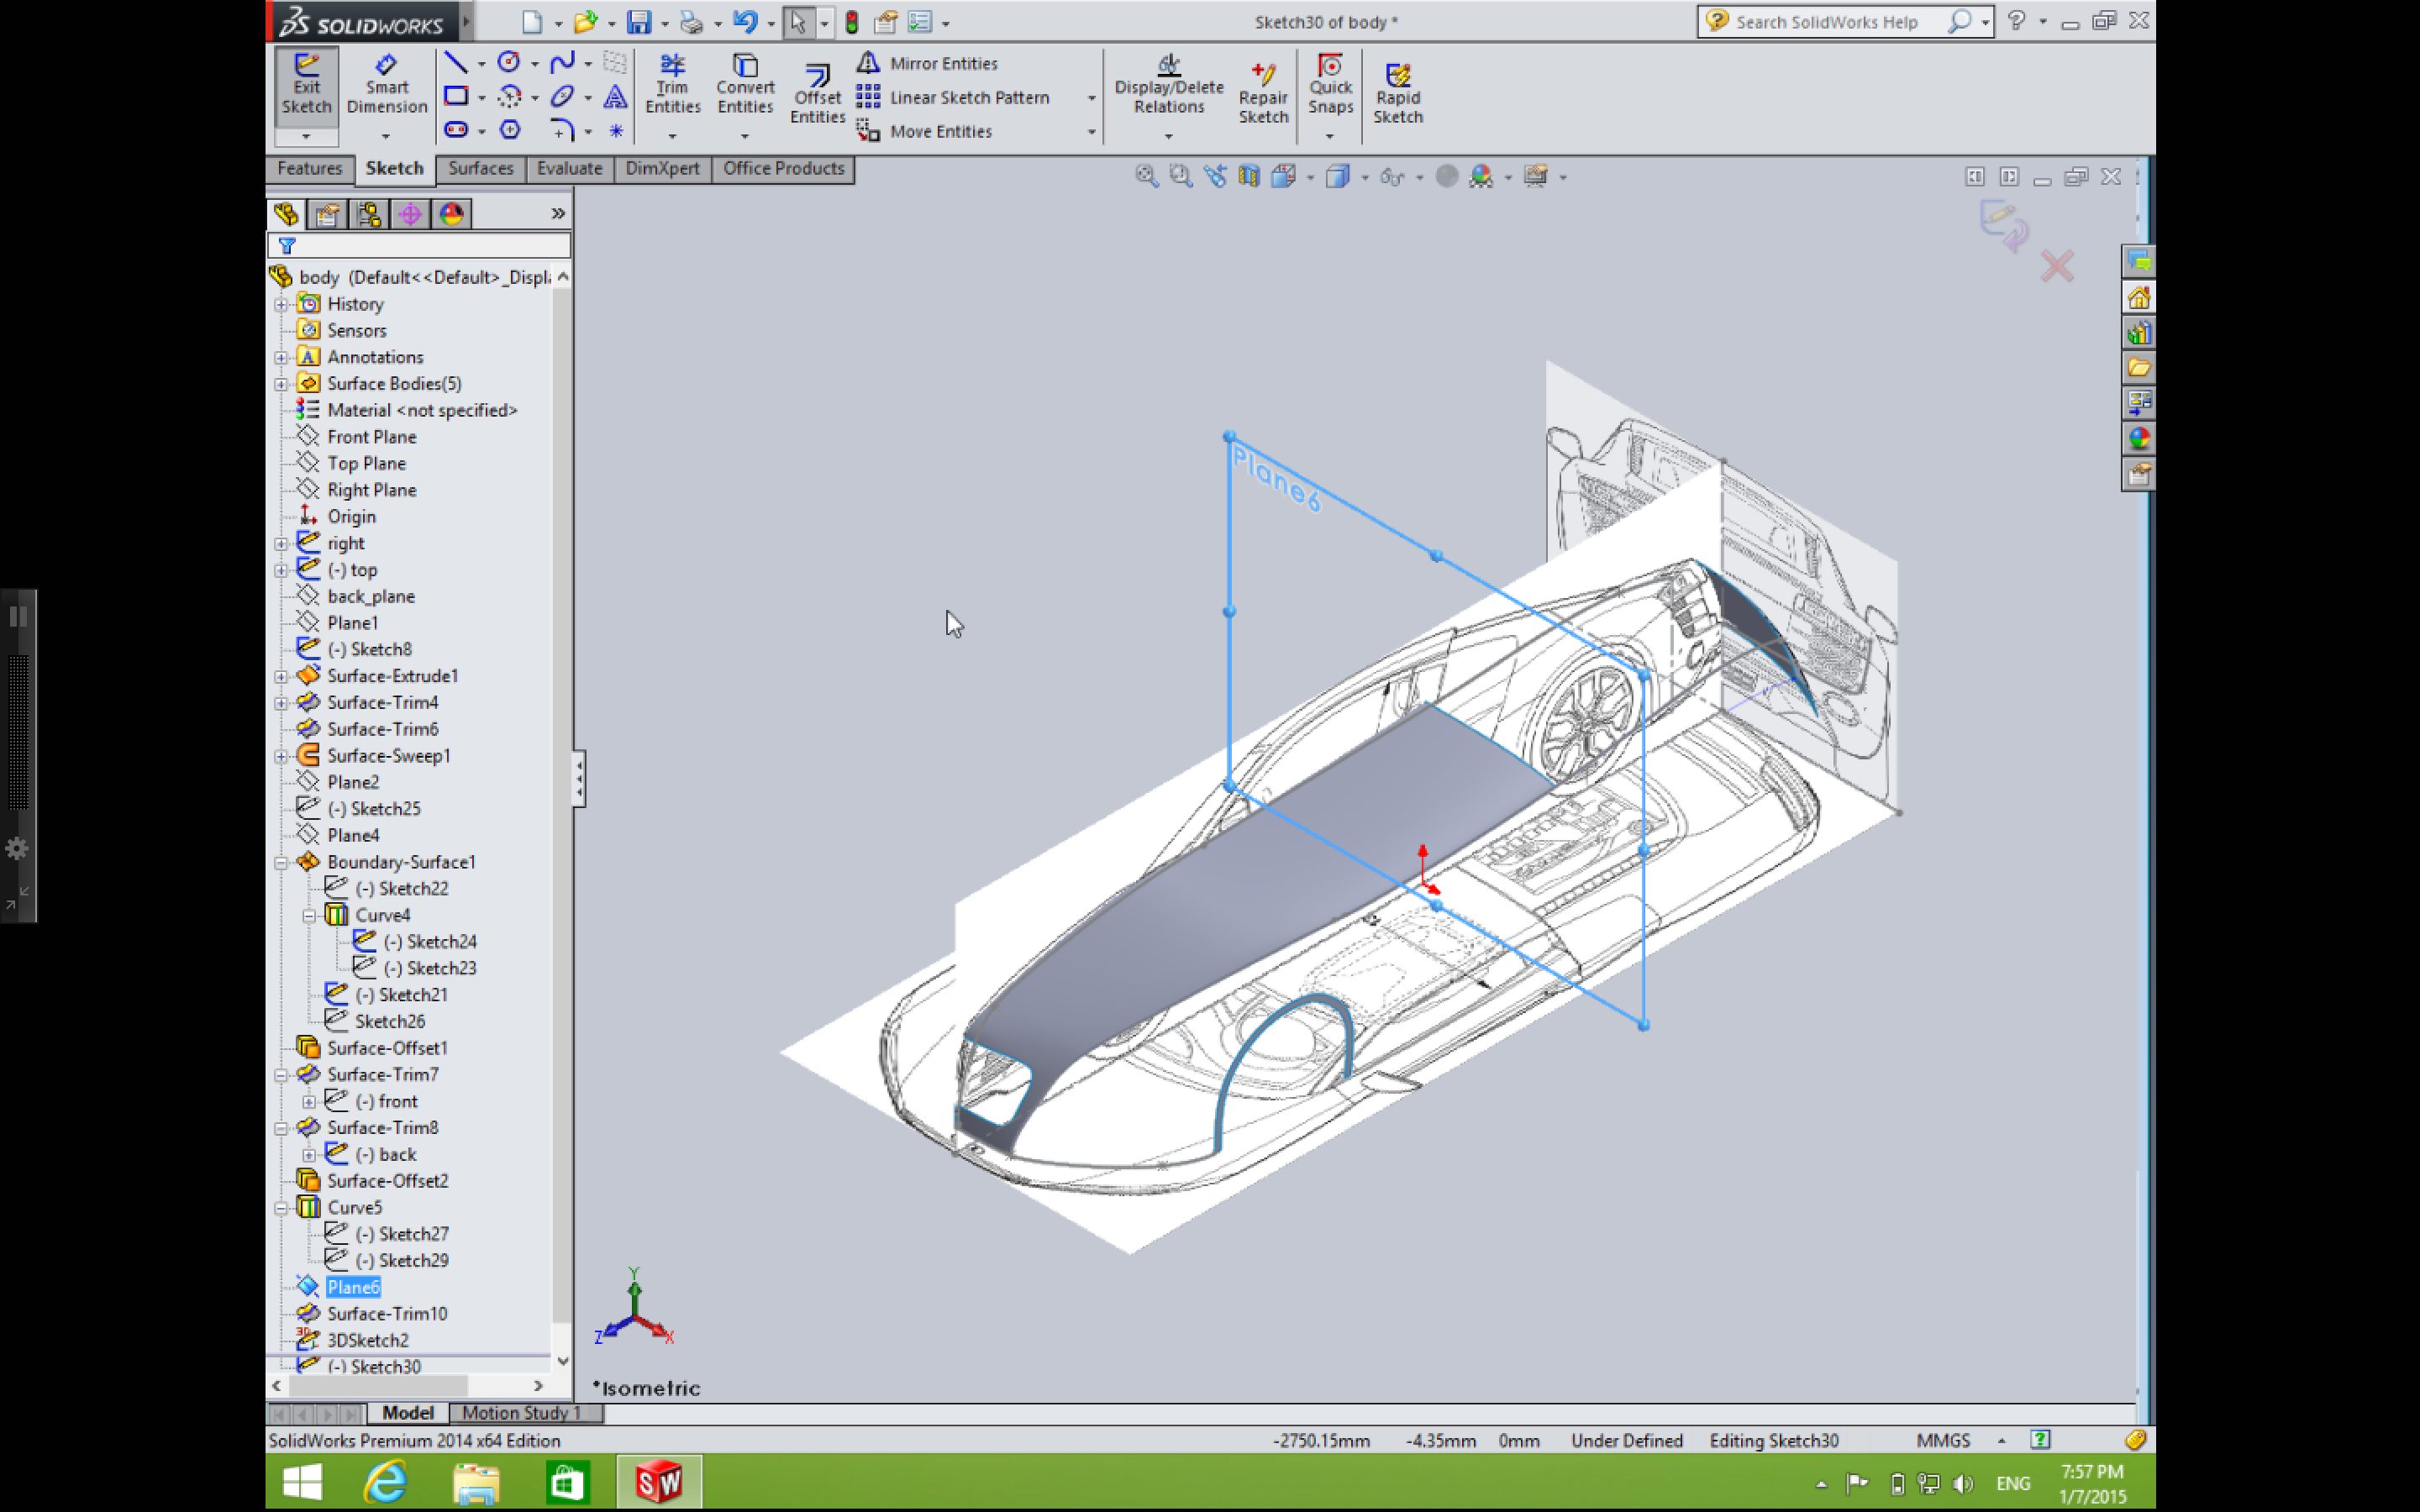 SOLIDWORKS
Sketch30 of body *
Search SolidWorks Help
Exit Sketch
Smart Dimension
Trim Entities
Convert Entities
Offset Entities
Mirror Entities
Linear Sketch Pattern
Move Entities
Display/Delete Relations
Repair Sketch
Quick Snaps
Rapid Sketch
Features
Sketch
Surfaces
Evaluate
DimXpert
Office Products
body (Default<<Default>_Displa
History
Sensors
Annotations
Surface Bodies(5)
Material <not specified>
Front Plane
Top Plane
Right Plane
Origin
right
(-) top
back_plane
Plane1
(-) Sketch8
Surface-Extrude1
Surface-Trim4
Surface-Trim6
Surface-Sweep1
Plane2
(-) Sketch25
Plane4
Boundary-Surface1
(-) Sketch22
Curve4
(-) Sketch24
(-) Sketch23
(-) Sketch21
Sketch26
Surface-Offset1
Surface-Trim7
(-) front
Surface-Trim8
(-) back
Surface-Offset2
Curve5
(-) Sketch27
(-) Sketch29
Plane6
Surface-Trim10
3DSketch2
(-) Sketch30
Plane6
Y
Z
X
*Isometric
Model
Motion Study 1
SolidWorks Premium 2014 x64 Edition
-2750.15mm
-4.35mm
0mm
Under Defined
Editing Sketch30
MMGS
SW
ENG
7:57 PM
1/7/2015